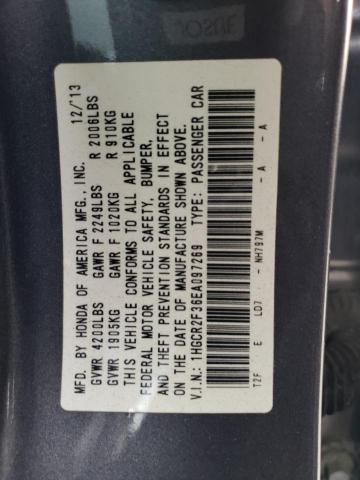 MFD. BY HONDA OF AMERICA MFG., INC. 12/13
GVWR 4200LBS GAWR F 2249LBS R 2006LBS
GVWR 1905KG GAWR F 1020KG R 910KG
THIS VEHICLE CONFORMS TO ALL APPLICABLE
FEDERAL MOTOR VEHICLE SAFETY, BUMPER,
AND THEFT PREVENTION STANDARDS IN EFFECT
ON THE DATE OF MANUFACTURE SHOWN ABOVE.
V.I.N.: 1HGCR2F36EA097269 TYPE: PASSENGER CAR
T2F E LD7 - NH797M - A - A